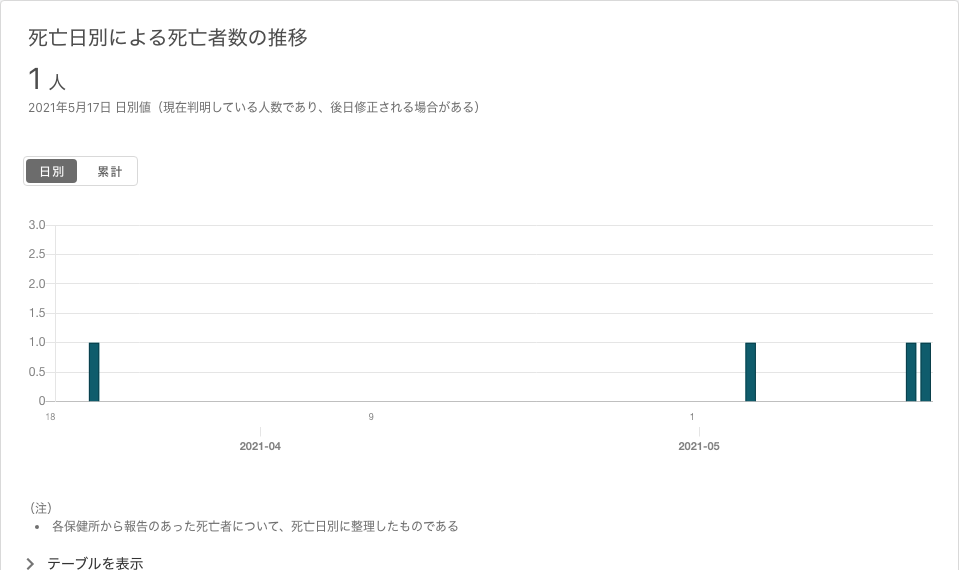 死亡日別による死亡者数の推移
1 人
2021年5月17日 日別値（現在判明している人数であり、後日修正される場合がある）
日別 累計
3.0
2.5
2.0
1.5
1.0
0.5
0
18 9 1
2021-04 2021-05
（注）
• 各保健所から報告のあった死亡者について、死亡日別に整理したものである
テーブルを表示